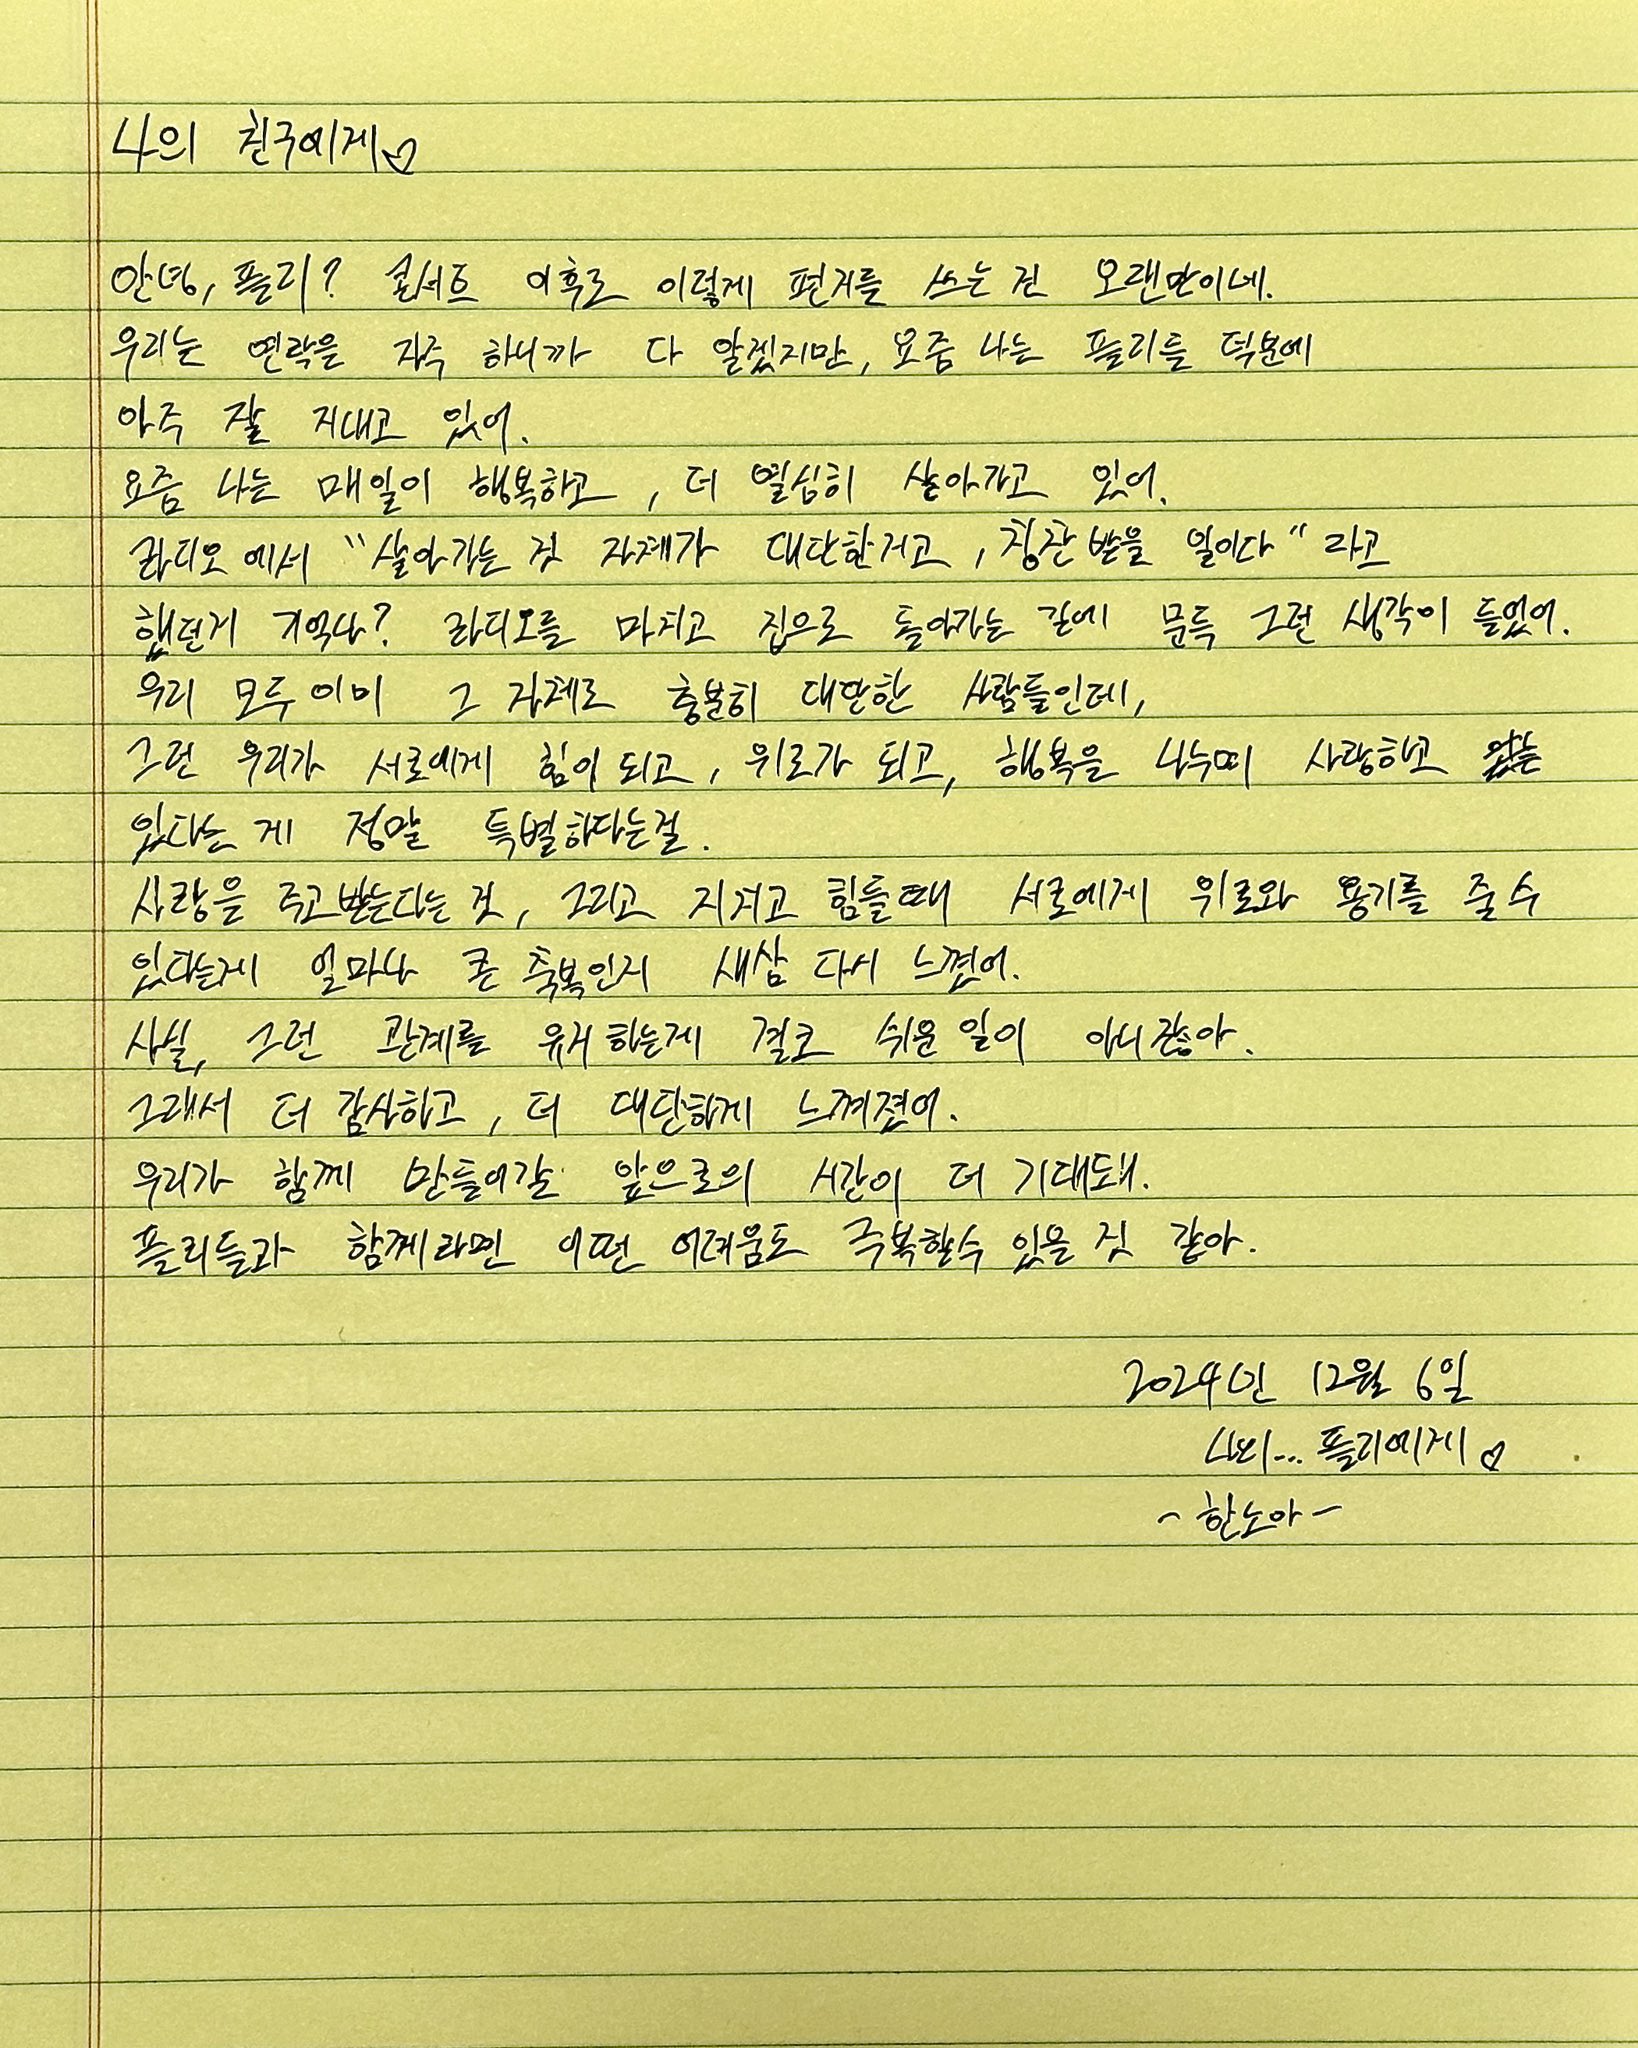 나의 친구에게♡
안녕, 플리? 콘서트 이후로 이렇게 편지를 쓰는 건 오랜만이네.
우리는 연락을 자주 하니까 다 알겠지만, 요즘 나는 플리들 덕분에
아주 잘 지내고 있어.
요즘 나는 매일이 행복하고, 더 열심히 살아가고 있어.
라디오에서 "살아가는 것 자체가 대단한거고, 칭찬받을 일이다"라고
했던게 기억나? 라디오를 마치고 집으로 돌아가는 길에 문득 그런 생각이 들었어.
우리 모두 이미 그 자체로 충분히 대단한 사람들인데,
그런 우리가 서로에게 힘이 되고, 위로가 되고, 행복을 나누며 사랑하고
있다는 게 정말 특별하다는걸.
사랑을 주고받는다는 것, 그리고 지치고 힘들때 서로에게 위로와 용기를 줄 수
있다는게 얼마나 큰 축복인지 새삼 다시 느꼈어.
사실, 그런 관계를 유지하는게 결코 쉬운 일이 아니잖아.
그래서 더 감사하고, 더 대단하게 느껴졌어.
우리가 함께 만들어갈 앞으로의 시간이 더 기대돼.
플리들과 함께라면 어떤 어려움도 극복할수 있을 것 같아.
2024년 12월 6일
나의... 플리에게♡
-한노아-